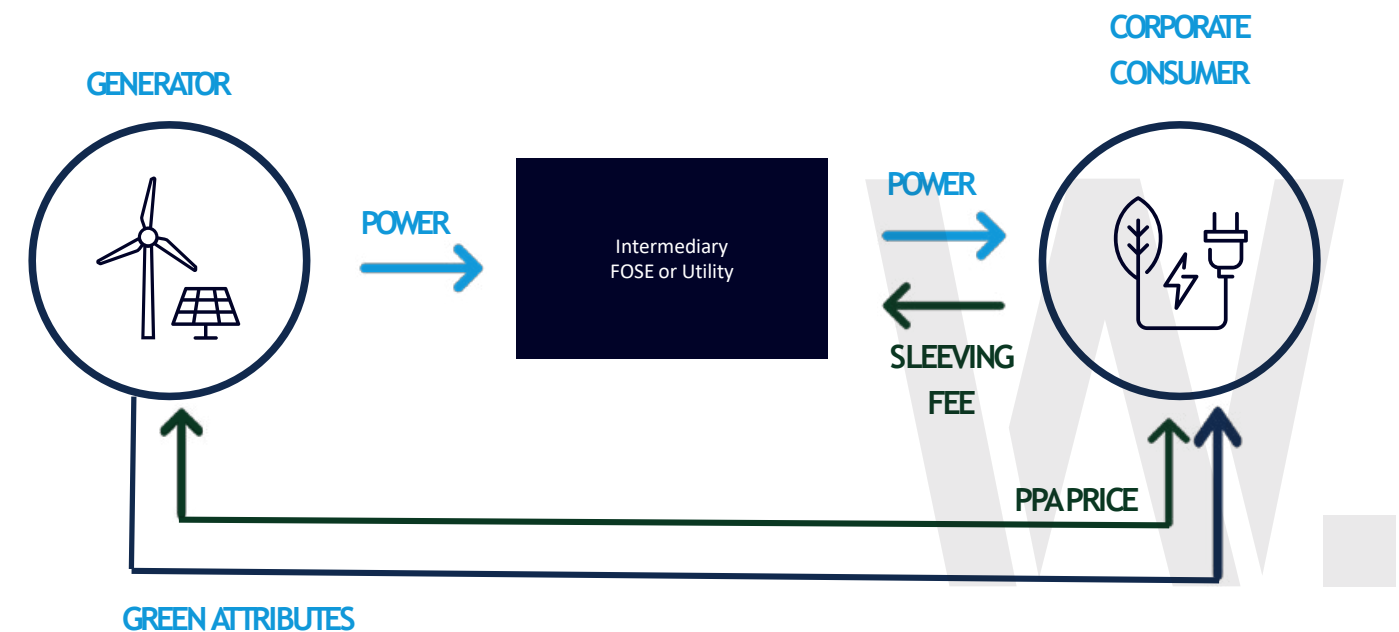 CORPORATE
CONSUMER
GENERATOR
POWER
Intermediary
FOSE or Utility
POWER
SLEEVING
FEE
PPA PRICE
GREEN ATTRIBUTES
W.